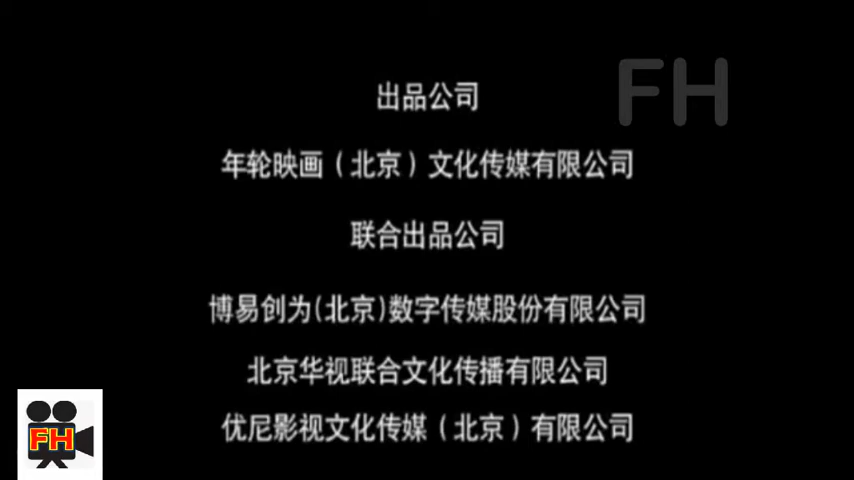 FH
出品公司
年轮映画（北京）文化传媒有限公司
联合出品公司
博易创为(北京)数字传媒股份有限公司
北京华视联合文化传播有限公司
优尼影视文化传媒（北京）有限公司
FH